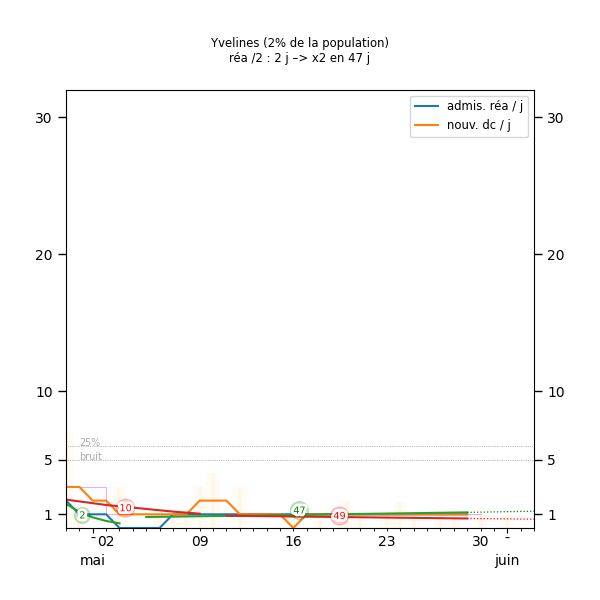 Yvelines (2% de la population)
réa /2 : 2 j –> x2 en 47 j
admis. réa / j
nouv. dc / j
30
30
20
20
10
10
25%
bruit
5
5
1
1
2
10
47
49
02
09
16
23
30
mai
juin